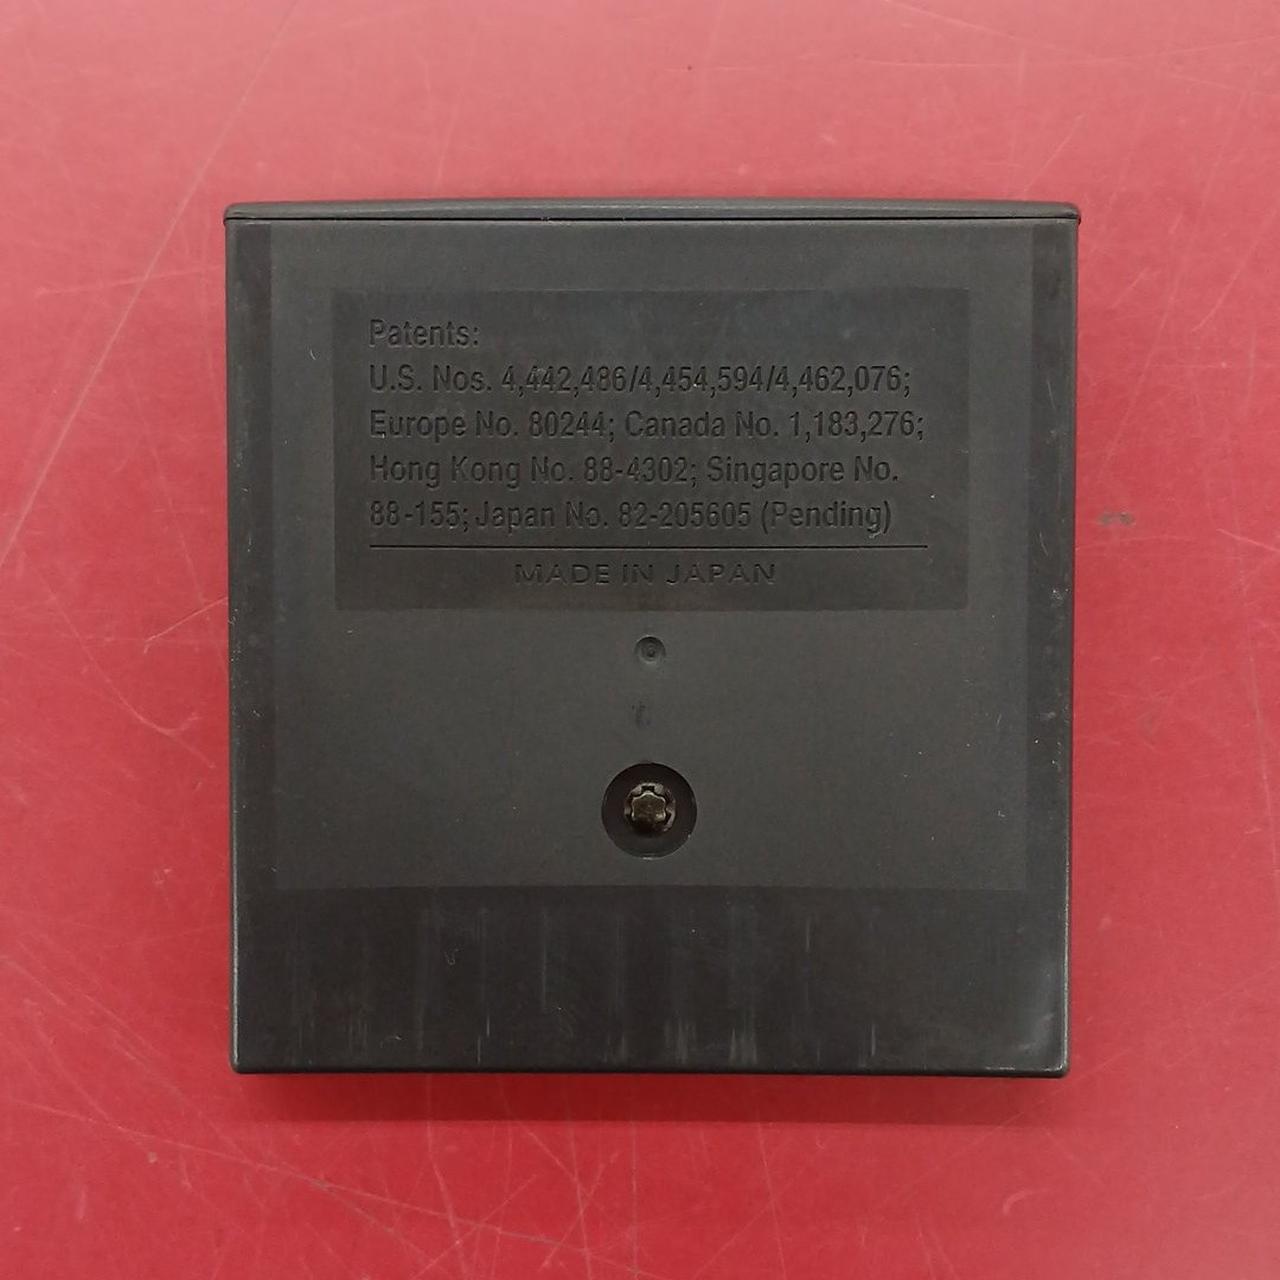 Patents:
U.S. Nos. 4,442,486/4,454,594/4,462,076;
Europe No. 80244; Canada No. 1,183,276;
Hong Kong No. 88-4302; Singapore No.
88-155; Japan No. 82-205605 (Pending)
MADE IN JAPAN